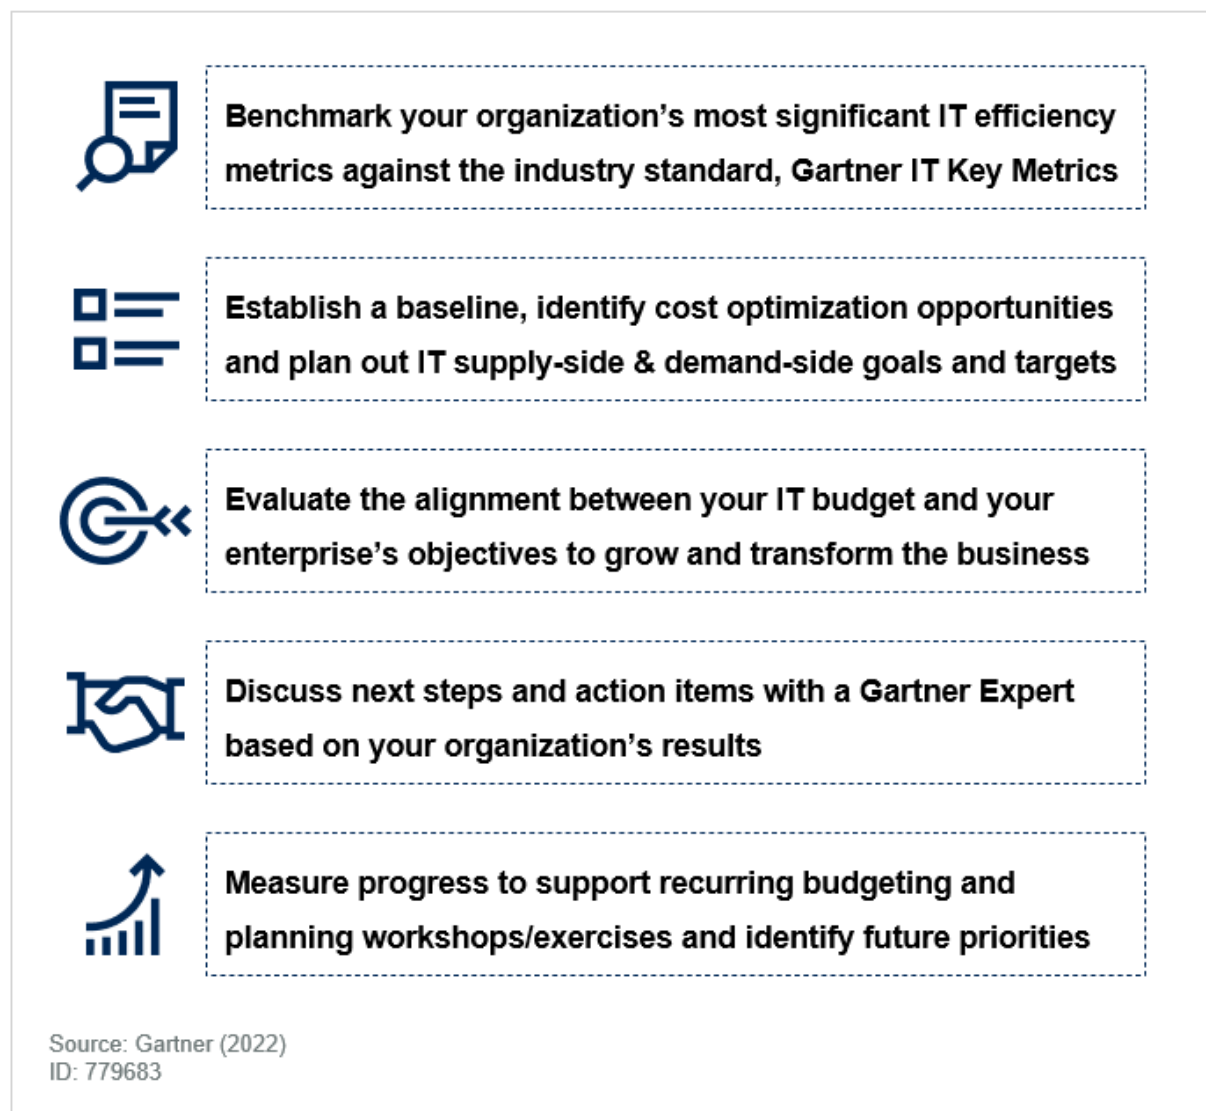 Benchmark your organization’s most significant IT efficiency
metrics against the industry standard, Gartner IT Key Metrics
Establish a baseline, identify cost optimization opportunities
and plan out IT supply-side & demand-side goals and targets
Evaluate the alignment between your IT budget and your
enterprise’s objectives to grow and transform the business
Discuss next steps and action items with a Gartner Expert
based on your organization’s results
Measure progress to support recurring budgeting and
planning workshops/exercises and identify future priorities
Source: Gartner (2022)
ID: 779683